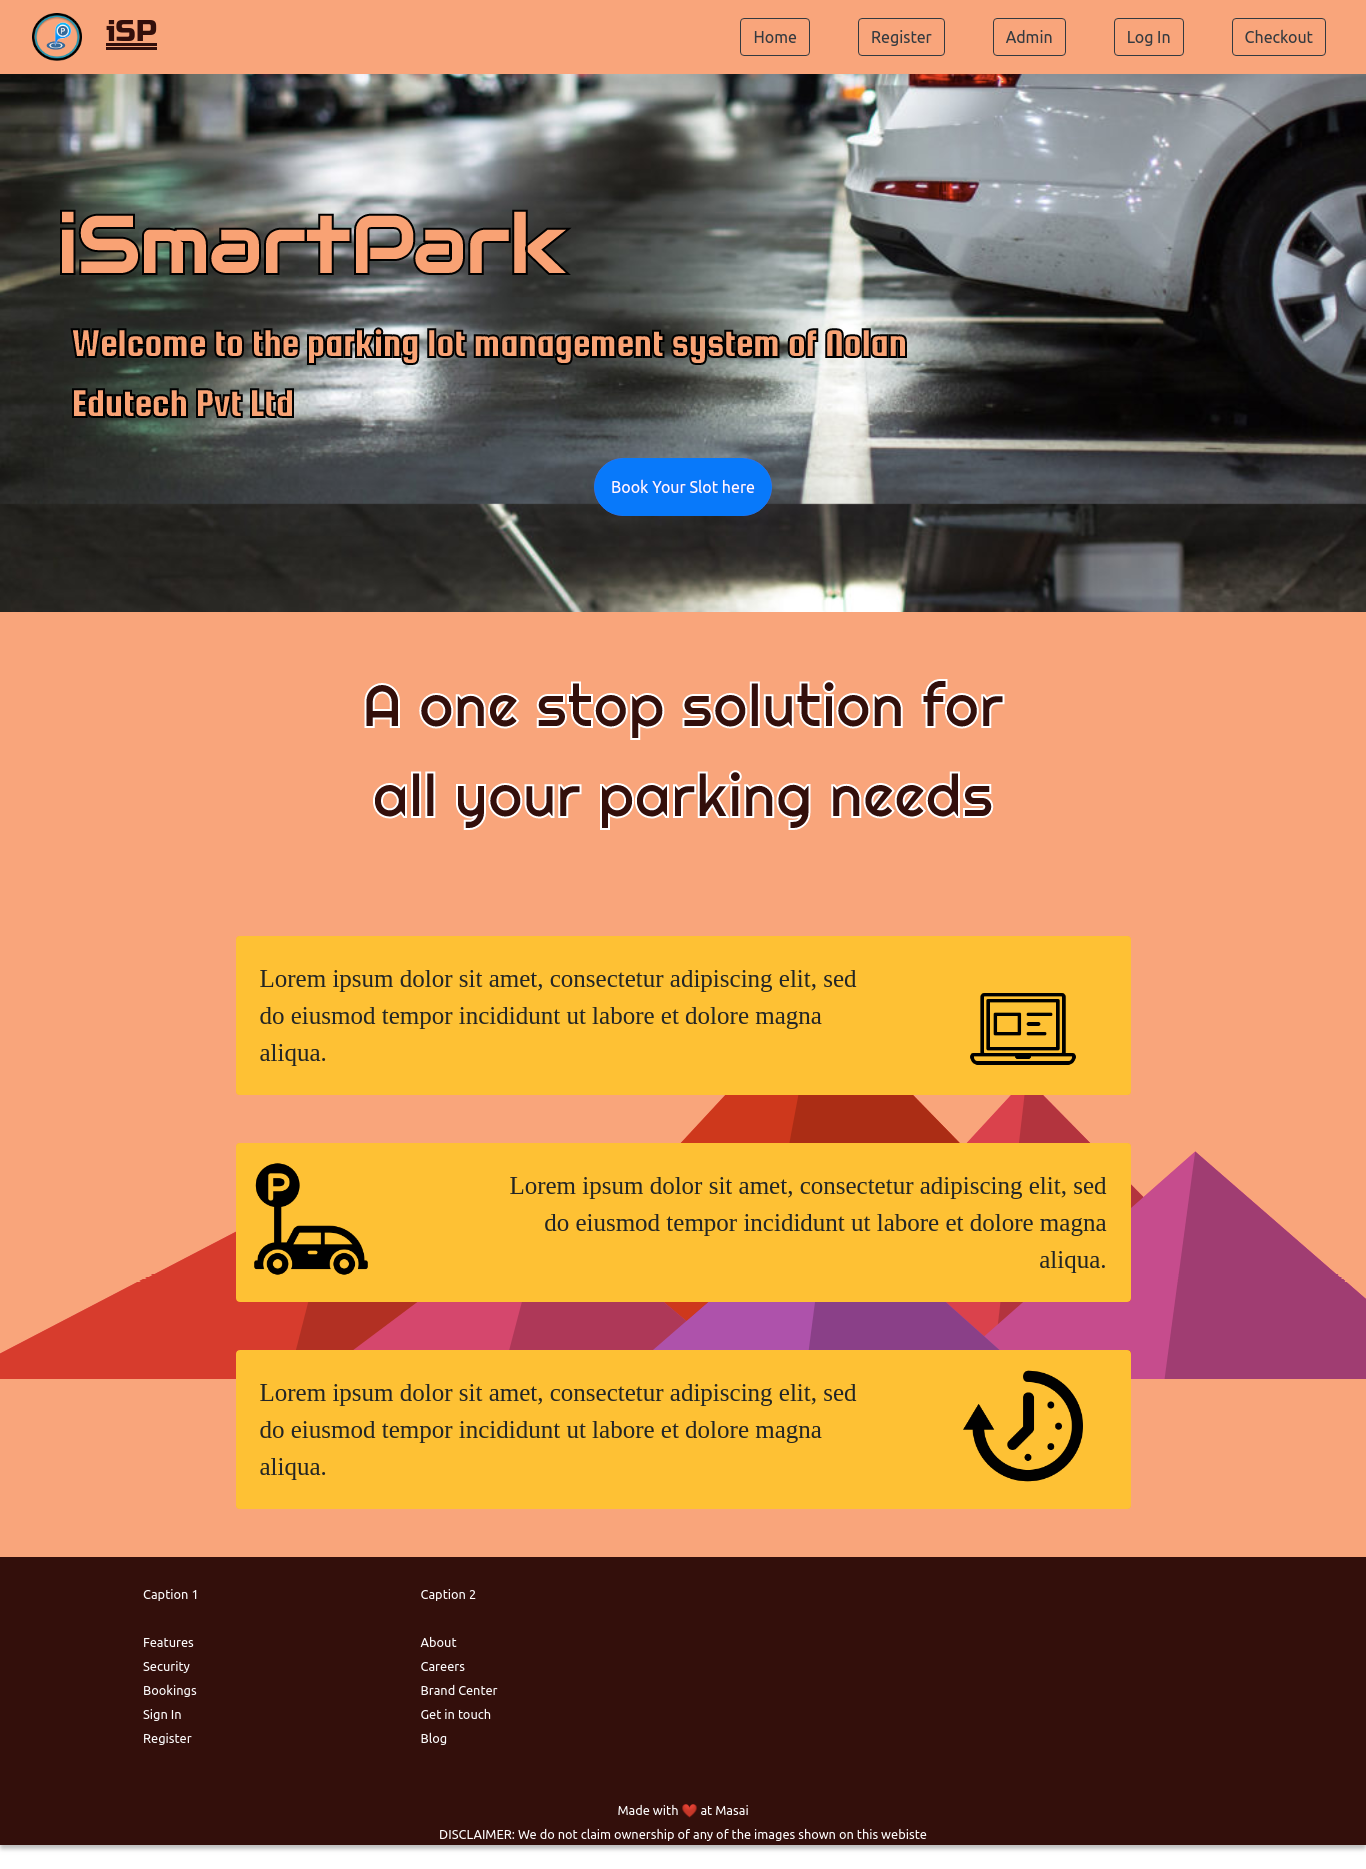 iSP
Home
Register
Admin
Log In
Checkout
iSmartPark
Welcome to the parking lot management system of Nolan
Edutech Pvt Ltd
Book Your Slot here
A one stop solution for
all your parking needs
Lorem ipsum dolor sit amet, consectetur adipiscing elit, sed
do eiusmod tempor incididunt ut labore et dolore magna
aliqua.
P
Lorem ipsum dolor sit amet, consectetur adipiscing elit, sed
do eiusmod tempor incididunt ut labore et dolore magna
aliqua.
Lorem ipsum dolor sit amet, consectetur adipiscing elit, sed
do eiusmod tempor incididunt ut labore et dolore magna
aliqua.
Caption 1
Features
Security
Bookings
Sign In
Register
Caption 2
About
Careers
Brand Center
Get in touch
Blog
Made with ❤️ at Masai
DISCLAIMER: We do not claim ownership of any of the images shown on this webiste